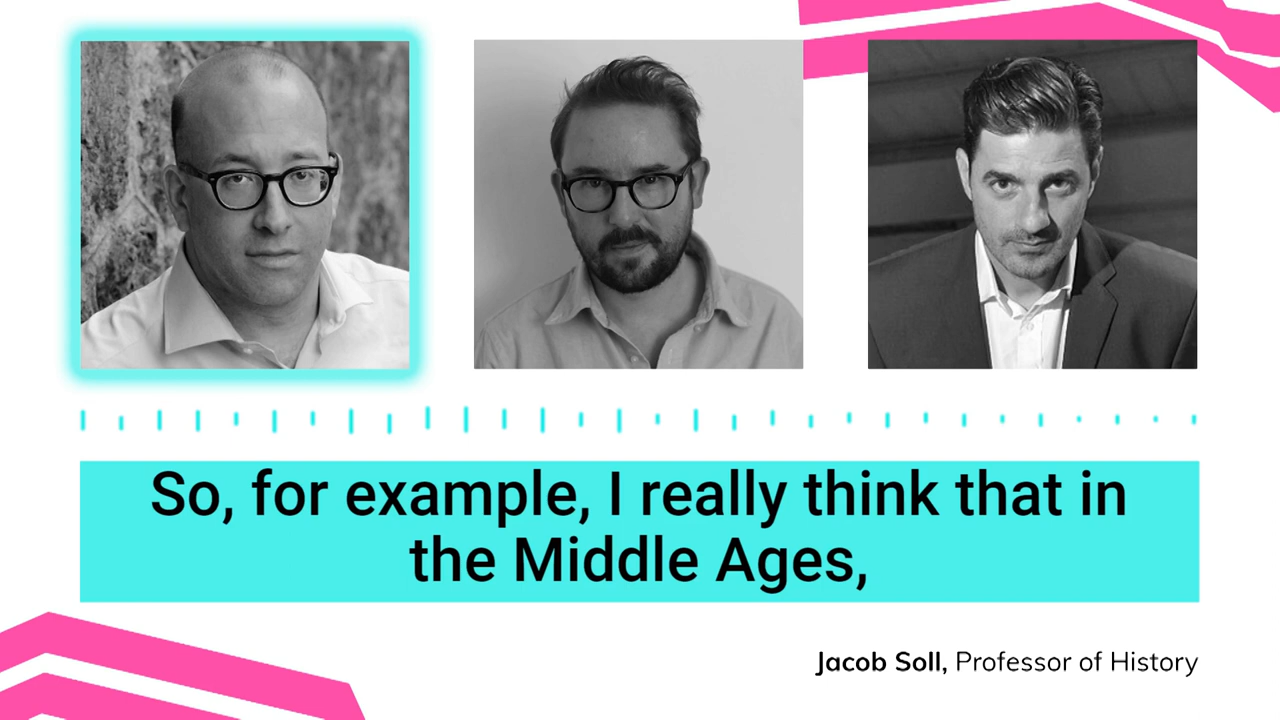 So, for example, I really think that in
the Middle Ages,
Jacob Soll, Professor of History